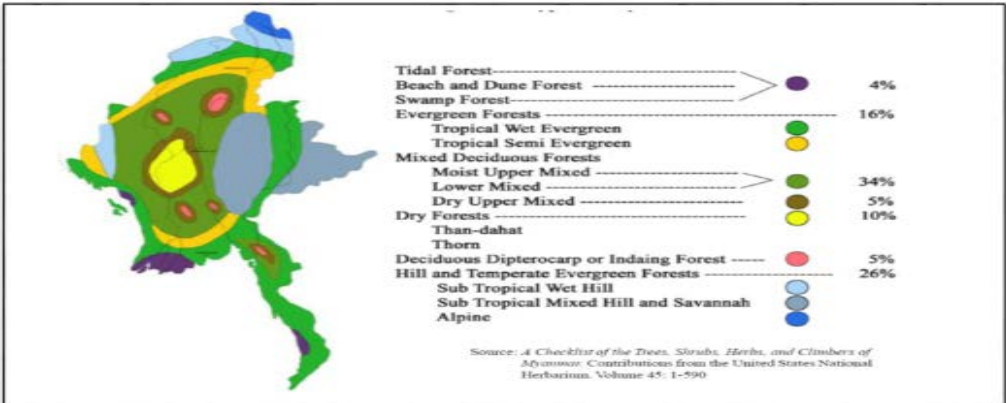 Tidal Forest
Beach and Dune Forest 4%
Swamp Forest
Evergreen Forests 16%
Tropical Wet Evergreen
Tropical Semi Evergreen
Mixed Deciduous Forests
Moist Upper Mixed
Lower Mixed 34%
Dry Upper Mixed 5%
Dry Forests 10%
Than-dahat
Thorn
Deciduous Dipterocarp or Indaing Forest 5%
Hill and Temperate Evergreen Forests 26%
Sub Tropical Wet Hill
Sub Tropical Mixed Hill and Savannah
Alpine
Source: A Checklist of the Trees, Shrubs, Herbs, and Climbers of
Myanmar. Contributions from the United States National
Herbarium. Volume 45: 1-590